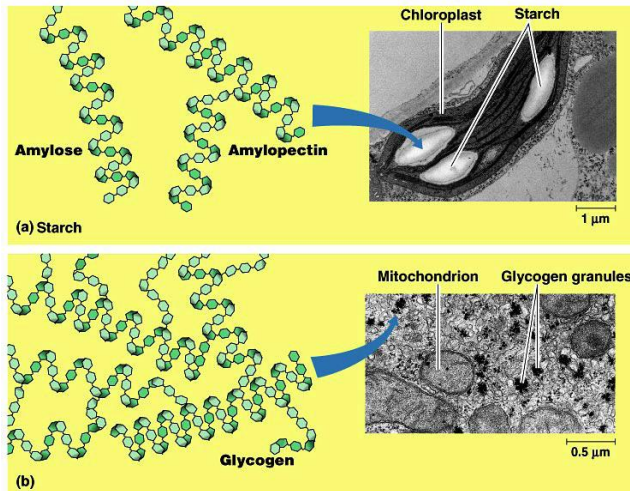 Chloroplast Starch
Amylose Amylopectin
(a) Starch
1 µm
Mitochondrion Glycogen granules
Glycogen
0.5 µm
(b)